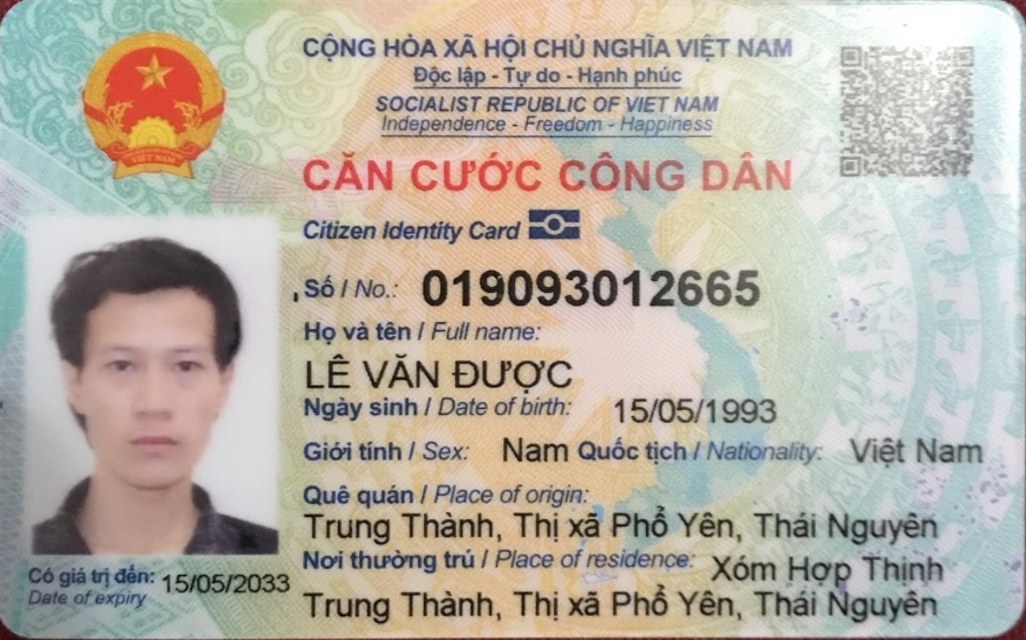 CỘNG HÒA XÃ HỘI CHỦ NGHĨA VIỆT NAM
Độc lập - Tự do - Hạnh phúc
SOCIALIST REPUBLIC OF VIET NAM
Independence - Freedom - Happiness
VIỆT NAM
CĂN CƯỚC CÔNG DÂN
Citizen Identity Card
Số / No.: 019093012665
Họ và tên / Full name:
LÊ VĂN ĐƯỢC
Ngày sinh / Date of birth: 15/05/1993
Giới tính / Sex: Nam Quốc tịch / Nationality: Việt Nam
Quê quán / Place of origin:
Trung Thành, Thị xã Phổ Yên, Thái Nguyên
Nơi thường trú / Place of residence: Xóm Hợp Thịnh
Trung Thành, Thị xã Phổ Yên, Thái Nguyên
Có giá trị đến: 15/05/2033
Date of expiry